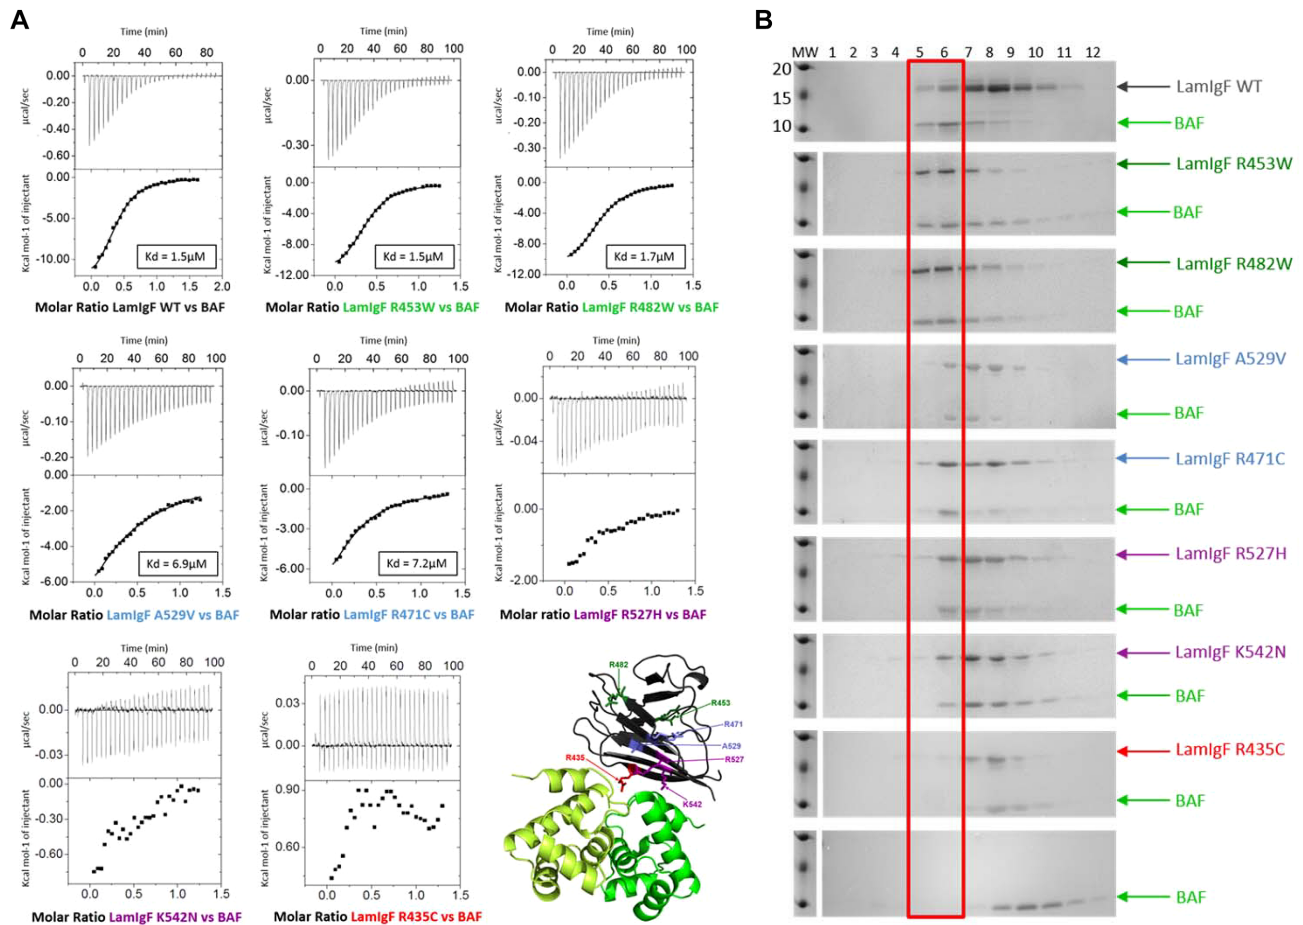 A
Time (min)
0 20 40 60 80
0.00
-0.20
-0.40
-0.60
µcal/sec
0.00
-5.00
-10.00
Kcal mol-1 of injectant
Kd = 1.5µM
0.0 0.5 1.0 1.5 2.0
Molar Ratio LamIgF WT vs BAF
Time (min)
0 20 40 60 80 100
0.00
-0.30
µcal/sec
0.00
-4.00
-8.00
-12.00
Kcal mol-1 of injectant
Kd = 1.5µM
0.0 0.5 1.0 1.5
Molar Ratio LamIgF R453W vs BAF
Time (min)
0 20 40 60 80 100
0.00
-0.15
-0.30
µcal/sec
0.00
-4.00
-8.00
-12.00
Kcal mol-1 of injectant
Kd = 1.7µM
0.0 0.5 1.0 1.5
Molar Ratio LamIgF R482W vs BAF
Time (min)
0 20 40 60 80 100
0.00
-0.10
-0.20
µcal/sec
0.00
-2.00
-4.00
-6.00
Kcal mol-1 of injectant
Kd = 6.9µM
0.0 0.5 1.0 1.5
Molar Ratio LamIgF A529V vs BAF
Time (min)
0 20 40 60 80 100
0.00
-0.10
µcal/sec
0.00
-3.00
-6.00
Kcal mol-1 of injectant
Kd = 7.2µM
0.0 0.5 1.0 1.5
Molar ratio LamIgF R471C vs BAF
Time (min)
0 20 40 60 80 100
0.00
-0.04
µcal/sec
0.00
-2.00
Kcal mol-1 of injectant
0.0 0.5 1.0 1.5
Molar ratio LamIgF R527H vs BAF
Time (min)
0 20 40 60 80 100
0.00
-0.03
µcal/sec
0.00
-0.30
-0.60
Kcal mol-1 of injectant
0.0 0.5 1.0 1.5
Molar Ratio LamIgF K542N vs BAF
Time (min)
0 20 40 60 80 100
0.03
0.00
µcal/sec
0.90
0.60
Kcal mol-1 of injectant
0.0 0.5 1.0 1.5
Molar Ratio LamIgF R435C vs BAF
R482
R453
R471
A529
R527
R435
K542
B
MW 1 2 3 4 5 6 7 8 9 10 11 12
20
15
10
LamIgF WT
BAF
LamIgF R453W
BAF
LamIgF R482W
BAF
LamIgF A529V
BAF
LamIgF R471C
BAF
LamIgF R527H
BAF
LamIgF K542N
BAF
LamIgF R435C
BAF
BAF